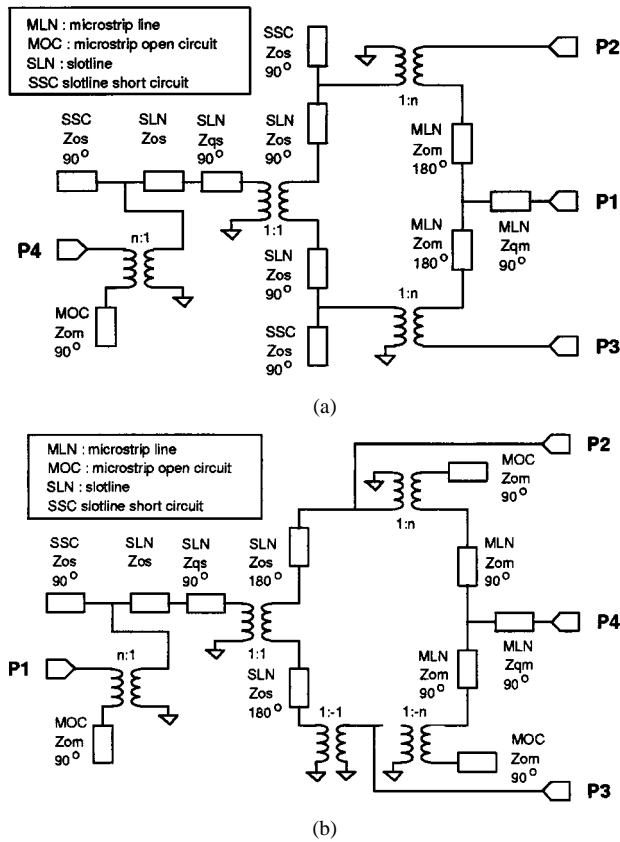 MLN : microstrip line
MOC : microstrip open circuit
SLN : slotline
SSC slotline short circuit
SSC
Zos
90°
P2
1:n
SLN
Zos
90°
MLN
Zom
180°
SSC
Zos
90°
SLN
Zos
SLN
Zqs
90°
1:1
P1
MLN
Zqm
90°
MLN
Zom
180°
P4
n:1
SLN
Zos
90°
MOC
Zom
90°
1:n
SSC
Zos
90°
P3
(a)
MLN : microstrip line
MOC : microstrip open circuit
SLN : slotline
SSC slotline short circuit
P2
MOC
Zom
90°
1:n
SSC
Zos
90°
SLN
Zos
SLN
Zqs
90°
SLN
Zos
180°
MLN
Zom
90°
1:1
P4
MLN
Zqm
90°
MLN
Zom
90°
P1
n:1
SLN
Zos
180°
MOC
Zom
90°
1:-1
1:-n
MOC
Zom
90°
P3
(b)